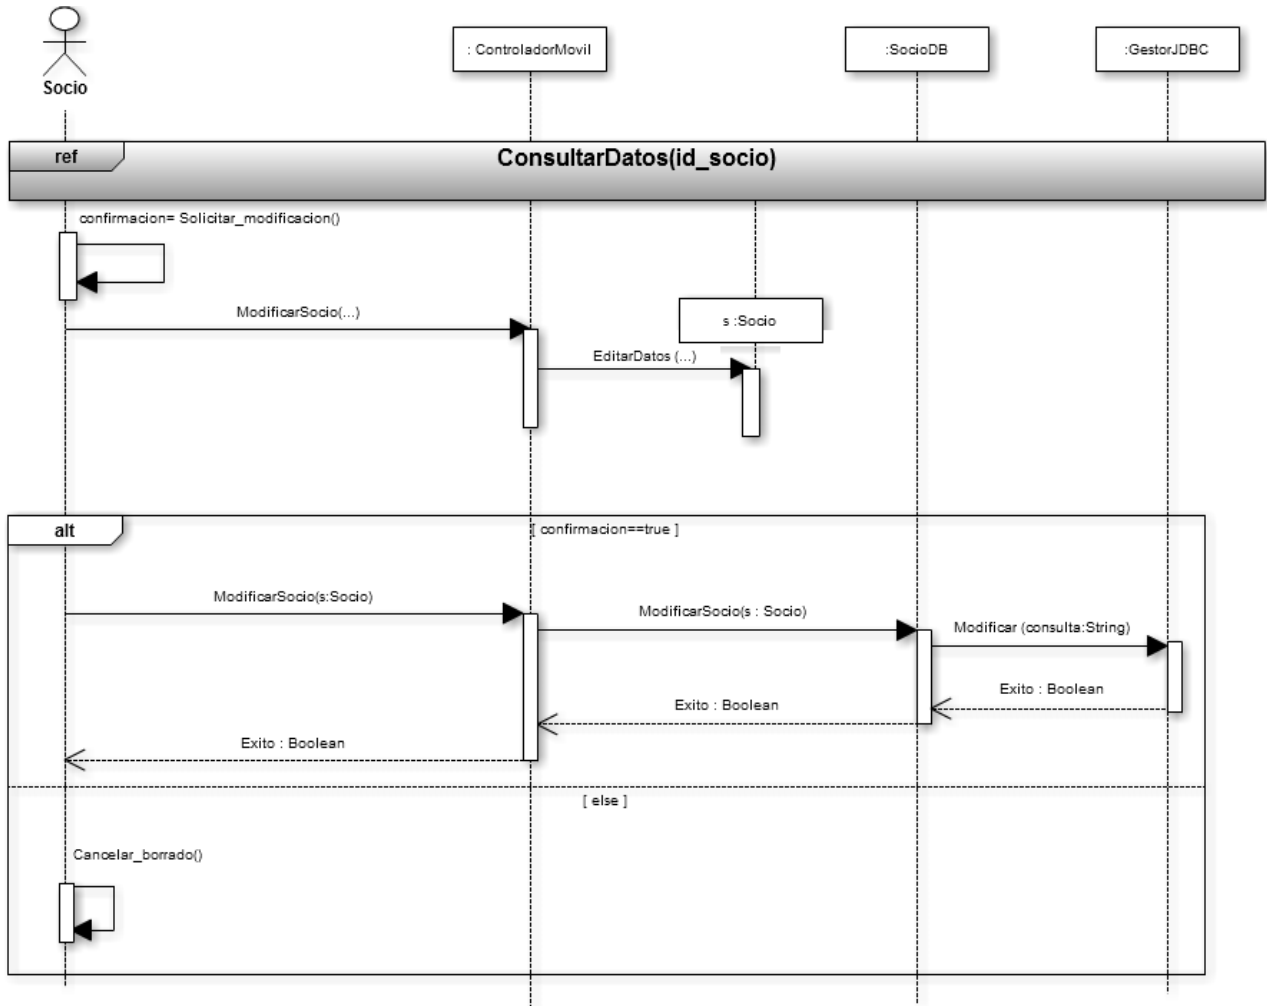 Socio
: ControladorMovil
:SocioDB
:GestorJDBC
ref
ConsultarDatos(id_socio)
confirmacion= Solicitar_modificacion()
ModificarSocio(...)
s :Socio
EditarDatos (...)
alt
[ confirmacion==true ]
ModificarSocio(s:Socio)
ModificarSocio(s : Socio)
Modificar (consulta:String)
Exito : Boolean
Exito : Boolean
Exito : Boolean
[ else ]
Cancelar_borrado()